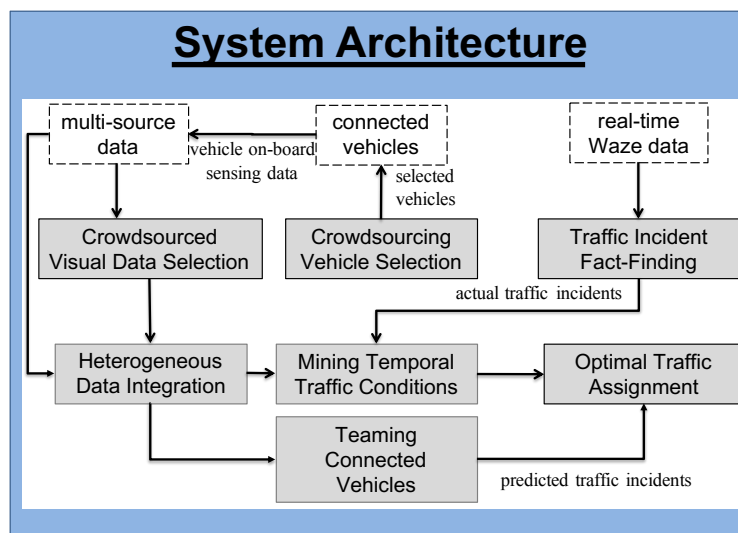 System Architecture
multi-source
data
connected
vehicles
real-time
Waze data
vehicle on-board
sensing data
selected
vehicles
Crowdsourced
Visual Data Selection
Crowdsourcing
Vehicle Selection
Traffic Incident
Fact-Finding
actual traffic incidents
Heterogeneous
Data Integration
Mining Temporal
Traffic Conditions
Optimal Traffic
Assignment
Teaming
Connected
Vehicles
predicted traffic incidents